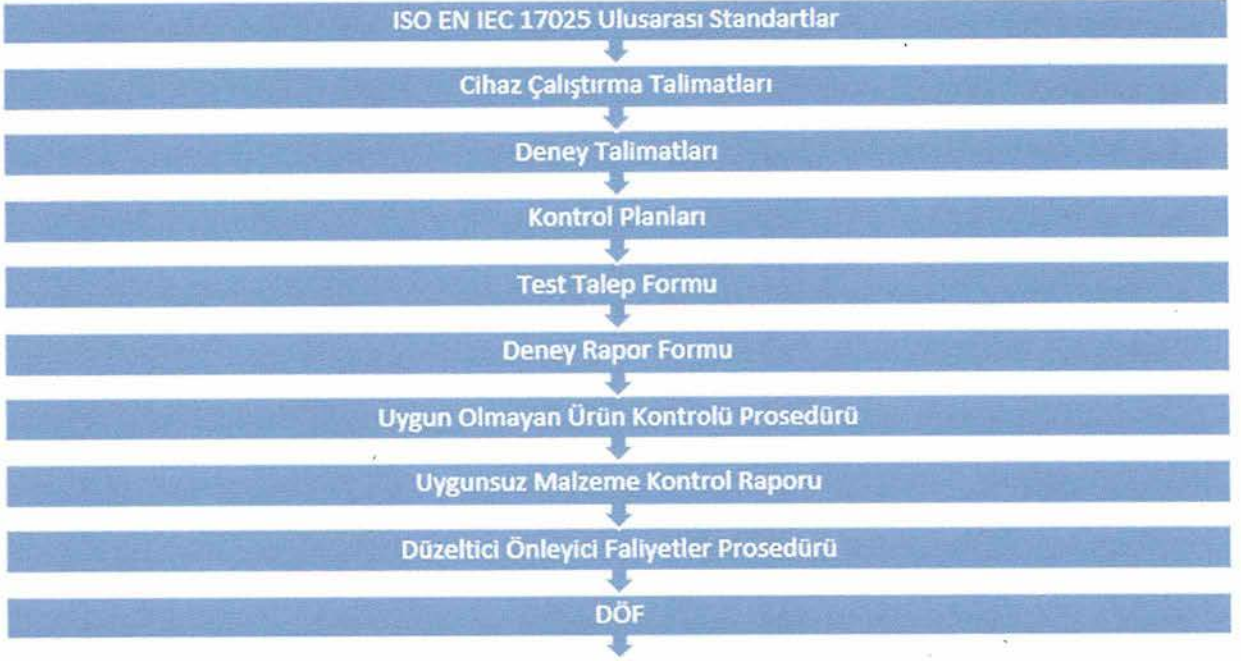 ISO EN IEC 17025 Ulusarası Standartlar
Cihaz Çalıştırma Talimatları
Deney Talimatları
Kontrol Planları
Test Talep Formu
Deney Rapor Formu
Uygun Olmayan Ürün Kontrolü Prosedürü
Uygunsuz Malzeme Kontrol Raporu
Düzeltici Önleyici Faliyetler Prosedürü
DÖF